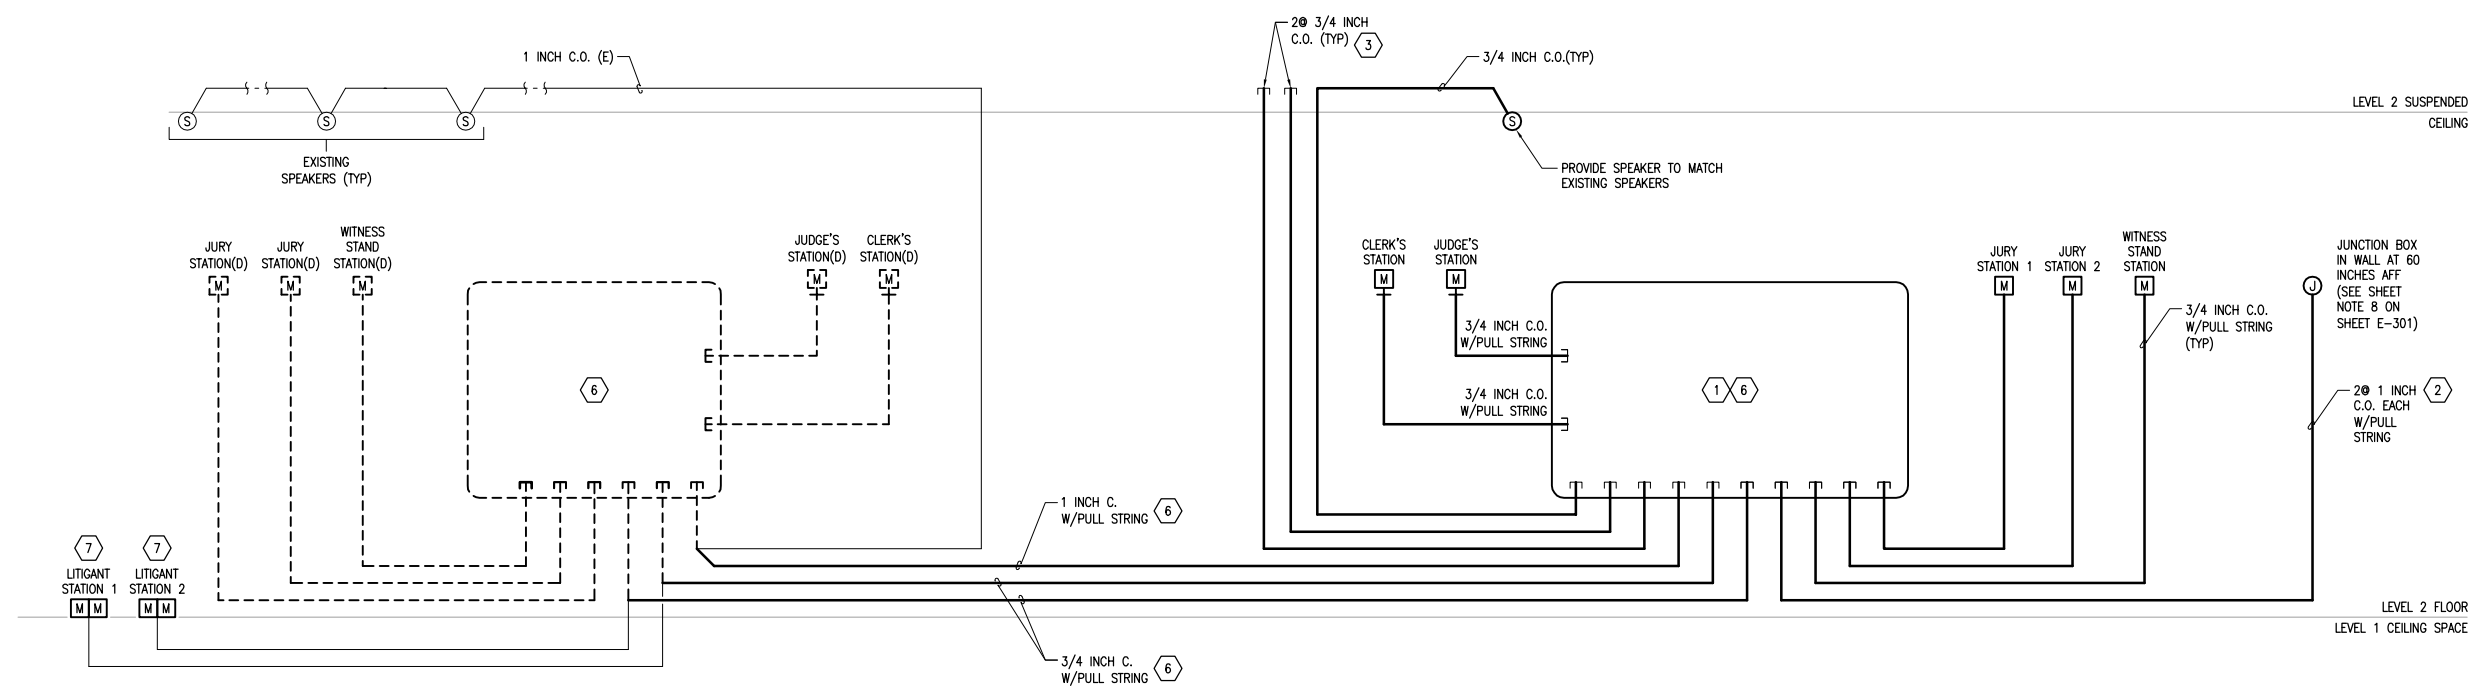 1 INCH C.O. (E)
2@ 3/4 INCH
C.O. (TYP)
3
3/4 INCH C.O.(TYP)
LEVEL 2 SUSPENDED
CEILING
S
S
S
S
EXISTING
SPEAKERS (TYP)
PROVIDE SPEAKER TO MATCH
EXISTING SPEAKERS
JURY
STATION(D)
M
JURY
STATION(D)
M
WITNESS
STAND
STATION(D)
M
JUDGE'S
STATION(D)
M
CLERK'S
STATION(D)
M
6
CLERK'S
STATION
M
JUDGE'S
STATION
M
3/4 INCH C.O.
W/PULL STRING
3/4 INCH C.O.
W/PULL STRING
1
6
JURY
STATION 1
M
JURY
STATION 2
M
WITNESS
STAND
STATION
M
3/4 INCH C.O.
W/PULL STRING
(TYP)
JUNCTION BOX
IN WALL AT 60
INCHES AFF
(SEE SHEET
NOTE 8 ON
SHEET E-301)
J
2@ 1 INCH
C.O. EACH
W/PULL
STRING
2
1 INCH C.
W/PULL STRING
6
7
LITIGANT
STATION 1
M M
7
LITIGANT
STATION 2
M M
3/4 INCH C.
W/PULL STRING
6
LEVEL 2 FLOOR
LEVEL 1 CEILING SPACE